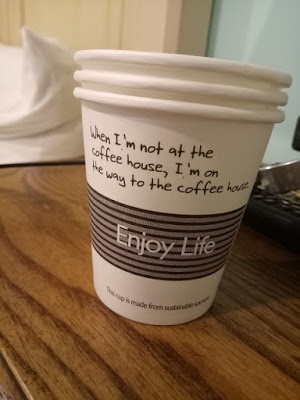 When I'm not at the
coffee house, I'm on
the way to the coffee house
Enjoy Life
This cup is made from sustainable